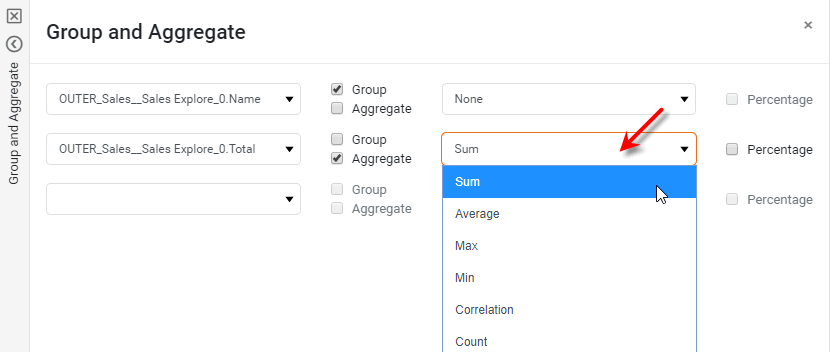 Group and Aggregate
×
Group and Aggregate
OUTER_Sales__Sales Explore_0.Name
Group
Aggregate
None
Percentage
OUTER_Sales__Sales Explore_0.Total
Group
Aggregate
Sum
Percentage
Group
Aggregate
Percentage
Sum
Average
Max
Min
Correlation
Count